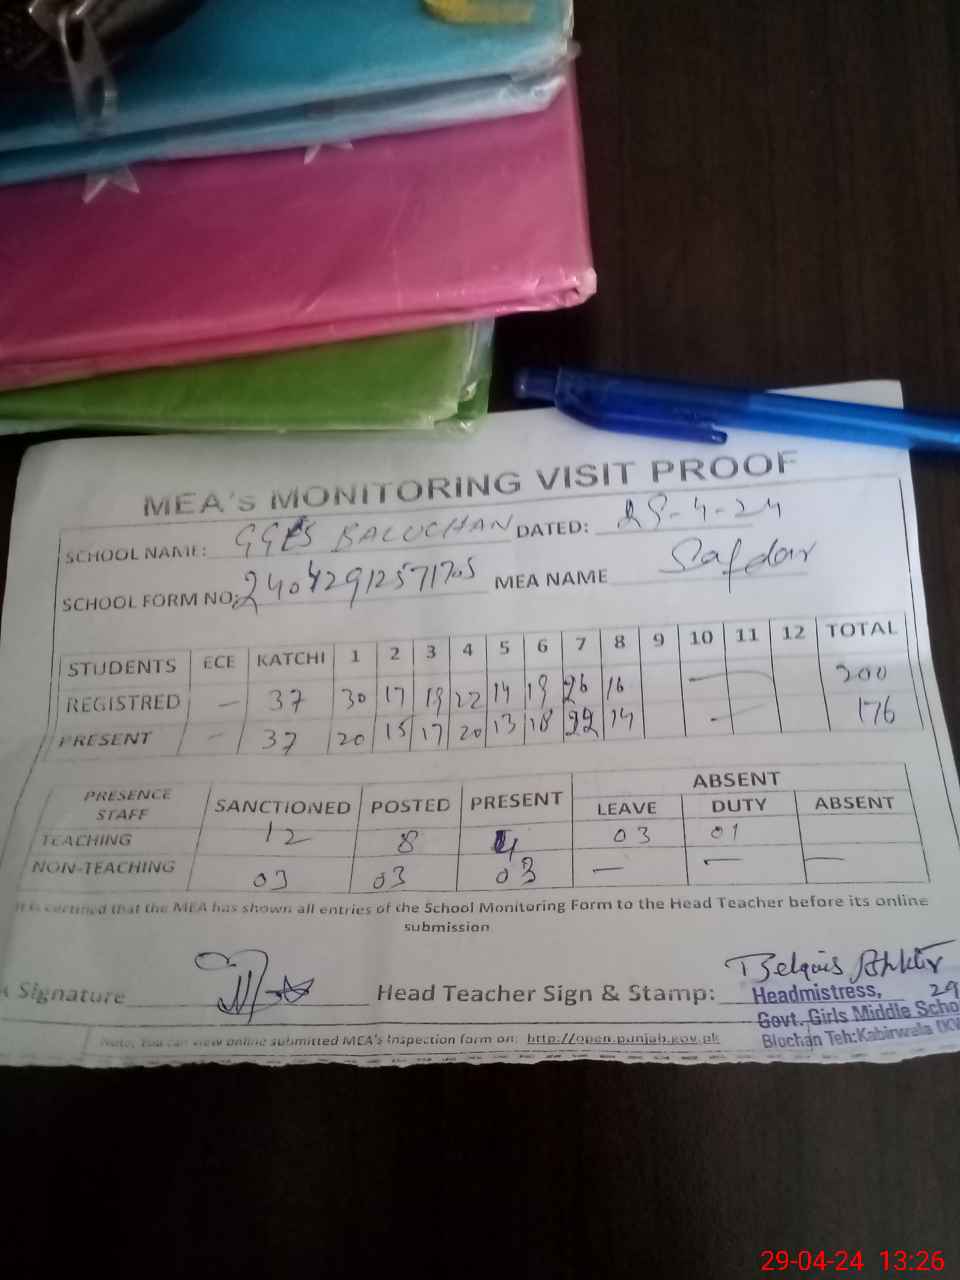 MEA's MONITORING VISIT PROOF
SCHOOL NAME: GGES BALUCHAN DATED: 29-4-24
SCHOOL FORM NO: 24042912571705 MEA NAME Safdar
STUDENTS ECE KATCHI 1 2 3 4 5 6 7 8 9 10 11 12 TOTAL
REGISTRED — 37 30 17 19 22 14 19 26 16 — 200
PRESENT — 37 20 15 17 20 13 18 22 14 — 176
PRESENCE STAFF SANCTIONED POSTED PRESENT ABSENT
LEAVE DUTY ABSENT
TEACHING 12 8 4 03 01
NON-TEACHING 03 03 03 — — —
It is certified that the MEA has shown all entries of the School Monitoring Form to the Head Teacher before its online
submission
Signature Head Teacher Sign & Stamp: Belquis Akhtir
Headmistress, 29
Govt. Girls Middle Scho
Blochan Teh:Kabirwala (KW
Note: You can view online submitted MEA's Inspection form on: http://open.punjab.gov.pk
29-04-24 13:26